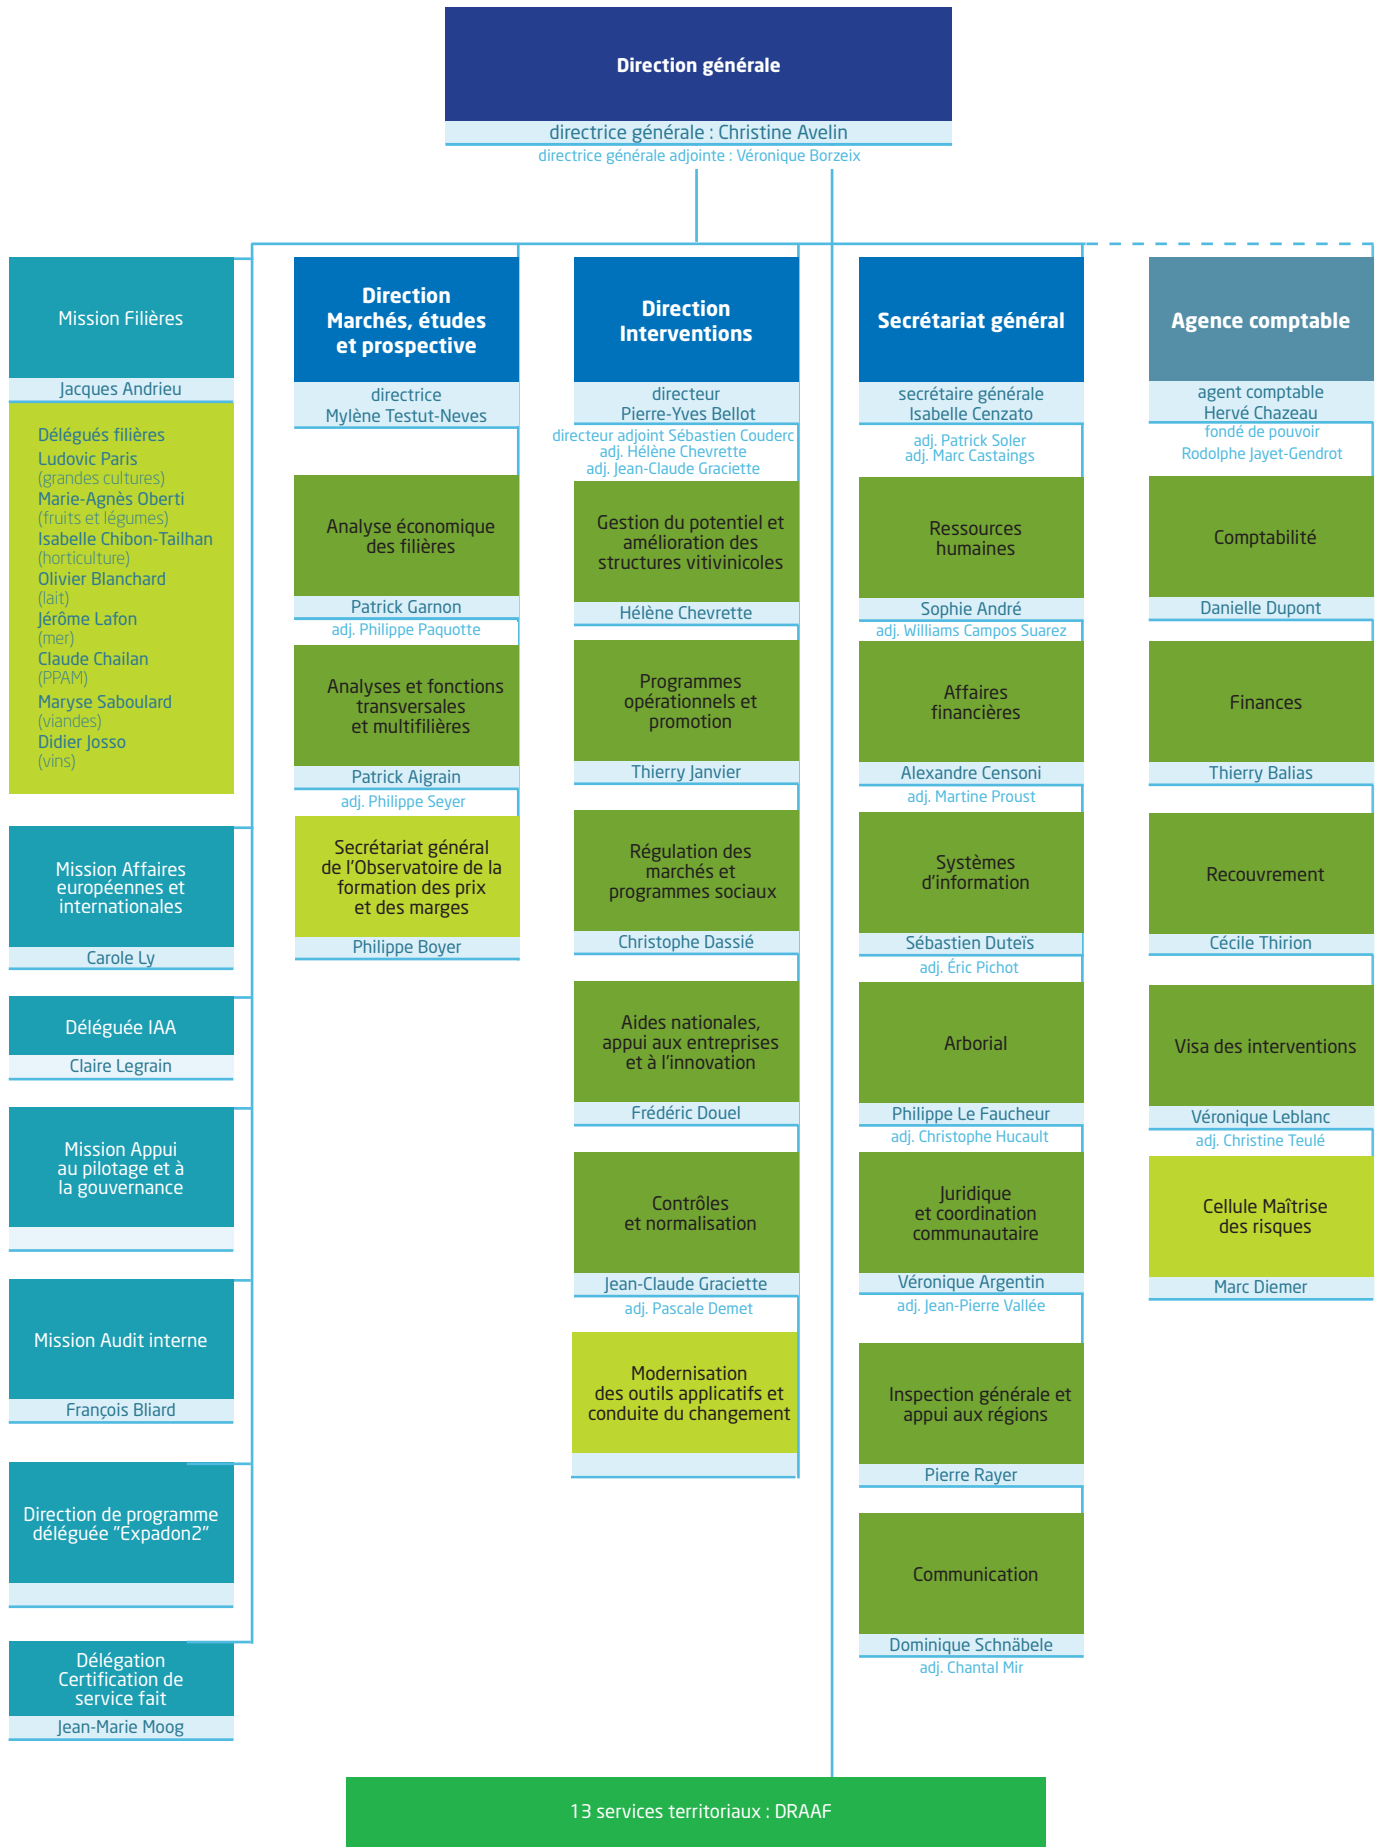 Direction générale
directrice générale : Christine Avelin
directrice générale adjointe : Véronique Borzeix
Mission Filières
Jacques Andrieu
Délégués filières
Ludovic Paris
(grandes cultures)
Marie-Agnès Oberti
(fruits et légumes)
Isabelle Chibon-Tailhan
(horticulture)
Olivier Blanchard
(lait)
Jérôme Lafon
(mer)
Claude Chailan
(PPAM)
Maryse Saboulard
(viandes)
Didier Josso
(vins)
Mission Affaires
européennes et
internationales
Carole Ly
Déléguée IAA
Claire Legrain
Mission Appui
au pilotage et à
la gouvernance
Mission Audit interne
François Bliard
Direction de programme
déléguée "Expadon2"
Délégation
Certification de
service fait
Jean-Marie Moog
Direction
Marchés, études
et prospective
directrice
Mylène Testut-Neves
Analyse économique
des filières
Patrick Garnon
adj. Philippe Paquotte
Analyses et fonctions
transversales
et multifilières
Patrick Aigrain
adj. Philippe Seyer
Secrétariat général
de l'Observatoire de la
formation des prix
et des marges
Philippe Boyer
Direction
Interventions
directeur
Pierre-Yves Bellot
directeur adjoint Sébastien Couderc
adj. Hélène Chevrette
adj. Jean-Claude Graciette
Gestion du potentiel et
amélioration des
structures vitivinicoles
Hélène Chevrette
Programmes
opérationnels et
promotion
Thierry Janvier
Régulation des
marchés et
programmes sociaux
Christophe Dassié
Aides nationales,
appui aux entreprises
et à l'innovation
Frédéric Douel
Contrôles
et normalisation
Jean-Claude Graciette
adj. Pascale Demet
Modernisation
des outils applicatifs et
conduite du changement
Secrétariat général
secrétaire générale
Isabelle Cenzato
adj. Patrick Soler
adj. Marc Castaings
Ressources
humaines
Sophie André
adj. Williams Campos Suarez
Affaires
financières
Alexandre Censoni
adj. Martine Proust
Systèmes
d'information
Sébastien Duteïs
adj. Éric Pichot
Arborial
Philippe Le Faucheur
adj. Christophe Hucault
Juridique
et coordination
communautaire
Véronique Argentin
adj. Jean-Pierre Vallée
Inspection générale et
appui aux régions
Pierre Rayer
Communication
Dominique Schnäbele
adj. Chantal Mir
Agence comptable
agent comptable
Hervé Chazeau
fondé de pouvoir
Rodolphe Jayet-Gendrot
Comptabilité
Danielle Dupont
Finances
Thierry Balias
Recouvrement
Cécile Thirion
Visa des interventions
Véronique Leblanc
adj. Christine Teulé
Cellule Maîtrise
des risques
Marc Diemer
13 services territoriaux : DRAAF